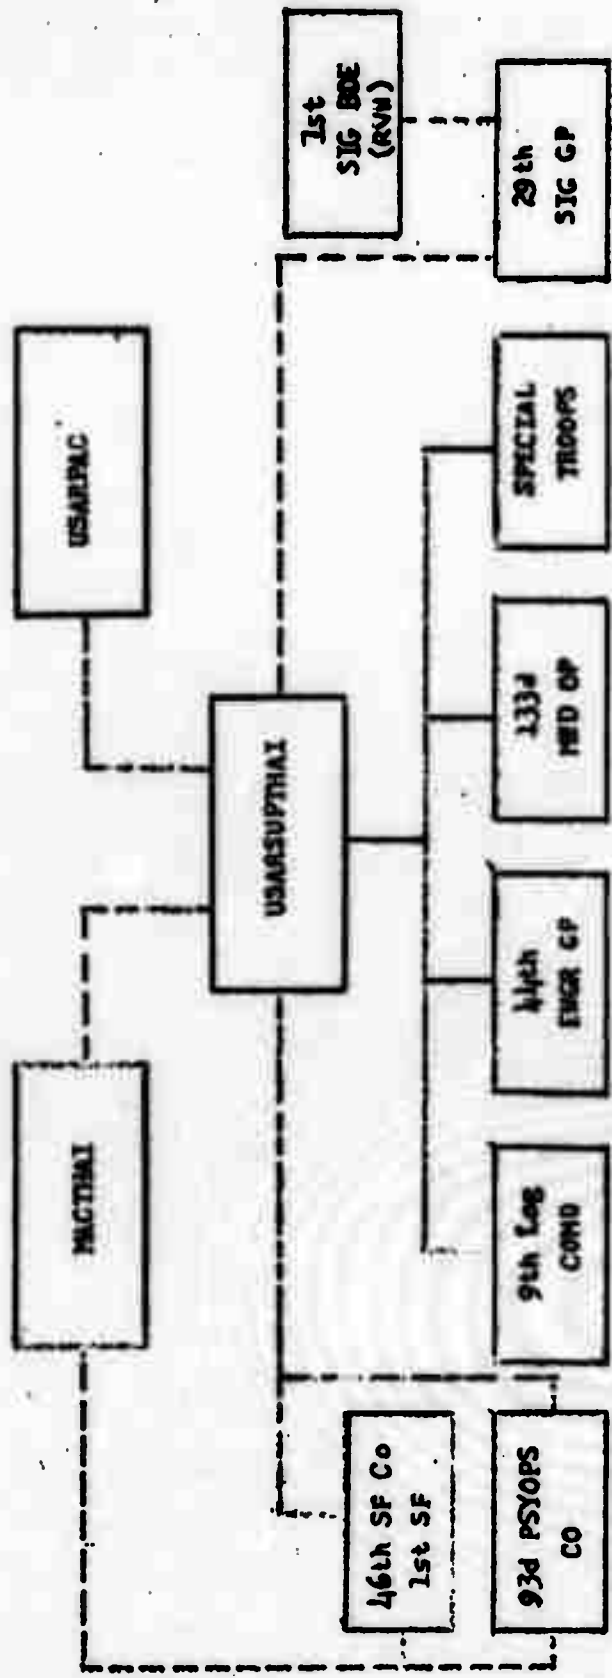 MACTHAI
USARPAC
USARSUPTHAI
1st
SIG BDE
(RVN)
46th SF Co
1st SF
93d PSYOPS
CO
9th Log
COMD
44th
ENGR GP
133d
MED GP
SPECIAL
TROOPS
29th
SIG GP